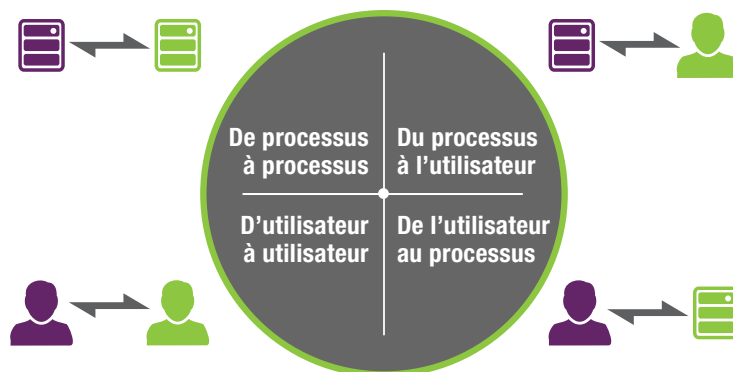 De processus
à processus
Du processus
à l’utilisateur
D’utilisateur
à utilisateur
De l’utilisateur
au processus